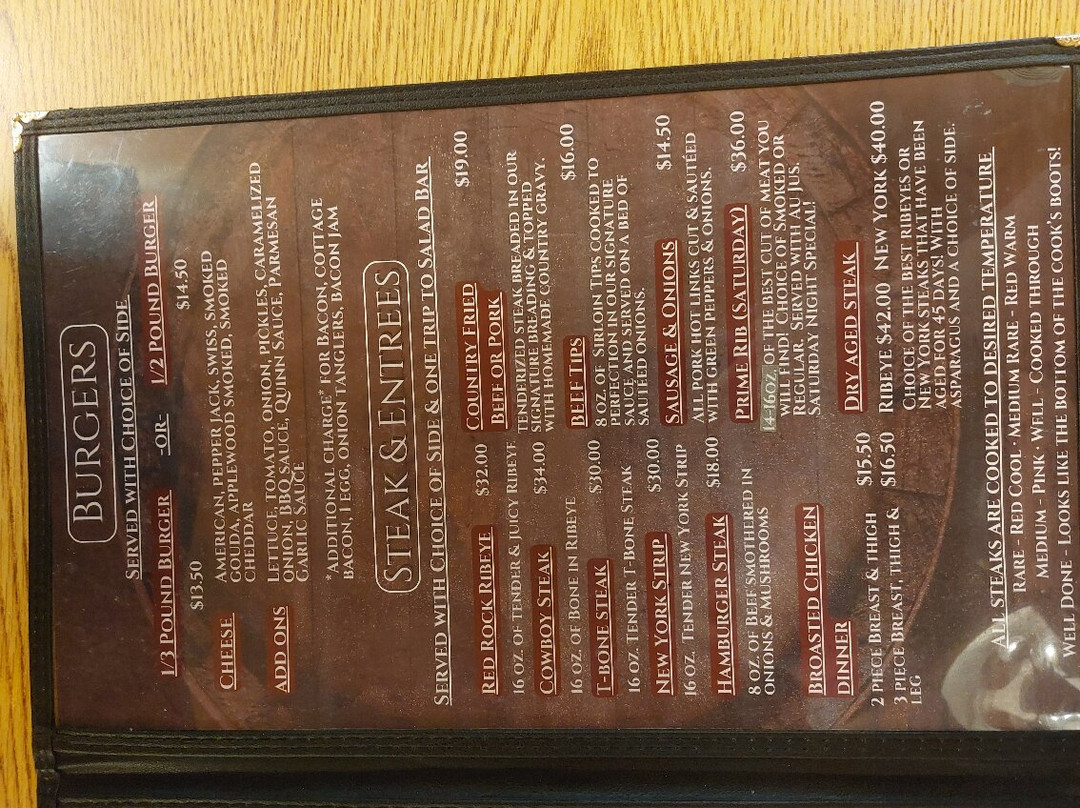 BURGERS
SERVED WITH CHOICE OF SIDE
1/3 POUND BURGER -OR- 1/2 POUND BURGER
$13.50 $14.50
CHEESE
AMERICAN, PEPPER JACK, SWISS, SMOKED
GOUDA, APPLEWOOD SMOKED, SMOKED
CHEDDAR
ADD ONS
LETTUCE, TOMATO, ONION, PICKLES, CARAMELIZED
ONION, BBQ SAUCE, QUINN SAUCE, PARMESAN
GARLIC SAUCE
*ADDITIONAL CHARGE* FOR BACON, COTTAGE
BACON, 1 EGG, ONION TANGLERS, BACON JAM
STEAK & ENTREES
SERVED WITH CHOICE OF SIDE & ONE TRIP TO SALAD BAR
RED ROCK RIBEYE $32.00
16 OZ. OF TENDER & JUICY RIBEYE
COWBOY STEAK $34.00
16 OZ. OF BONE IN RIBEYE
T-BONE STEAK $30.00
16 OZ. TENDER T-BONE STEAK
NEW YORK STRIP $30.00
16 OZ. TENDER NEW YORK STRIP
HAMBURGER STEAK $18.00
8 OZ. OF BEEF SMOTHERED IN
ONIONS & MUSHROOMS
BROASTED CHICKEN
DINNER
2 PIECE BREAST & THIGH $15.50
3 PIECE BREAST, THIGH & $16.50
LEG
COUNTRY FRIED $19.00
BEEF OR PORK
TENDERIZED STEAK BREADED IN OUR
SIGNATURE BREADING & TOPPED
WITH HOMEMADE COUNTRY GRAVY.
BEEF TIPS $16.00
8 OZ. OF SIRLOIN TIPS COOKED TO
PERFECTION IN OUR SIGNATURE
SAUCE AND SERVED ON A BED OF
SAUTEED ONIONS.
SAUSAGE & ONIONS $14.50
ALL PORK HOT LINKS CUT & SAUTÉED
WITH GREEN PEPPERS & ONIONS.
PRIME RIB (SATURDAY) $36.00
14-16OZ. OF THE BEST CUT OF MEAT YOU
WILL FIND! CHOICE OF SMOKED OR
REGULAR. SERVED WITH AU JUS.
SATURDAY NIGHT SPECIAL!
DRY AGED STEAK
RIBEYE $42.00 NEW YORK $40.00
CHOICE OF THE BEST RIBEYES OR
NEW YORK STEAKS THAT HAVE BEEN
AGED FOR 45 DAYS! WITH
ASPARAGUS AND A CHOICE OF SIDE.
ALL STEAKS ARE COOKED TO DESIRED TEMPERATURE
RARE - RED COOL • MEDIUM RARE - RED WARM
MEDIUM - PINK • WELL - COOKED THROUGH
WELL DONE - LOOKS LIKE THE BOTTOM OF THE COOK'S BOOTS!